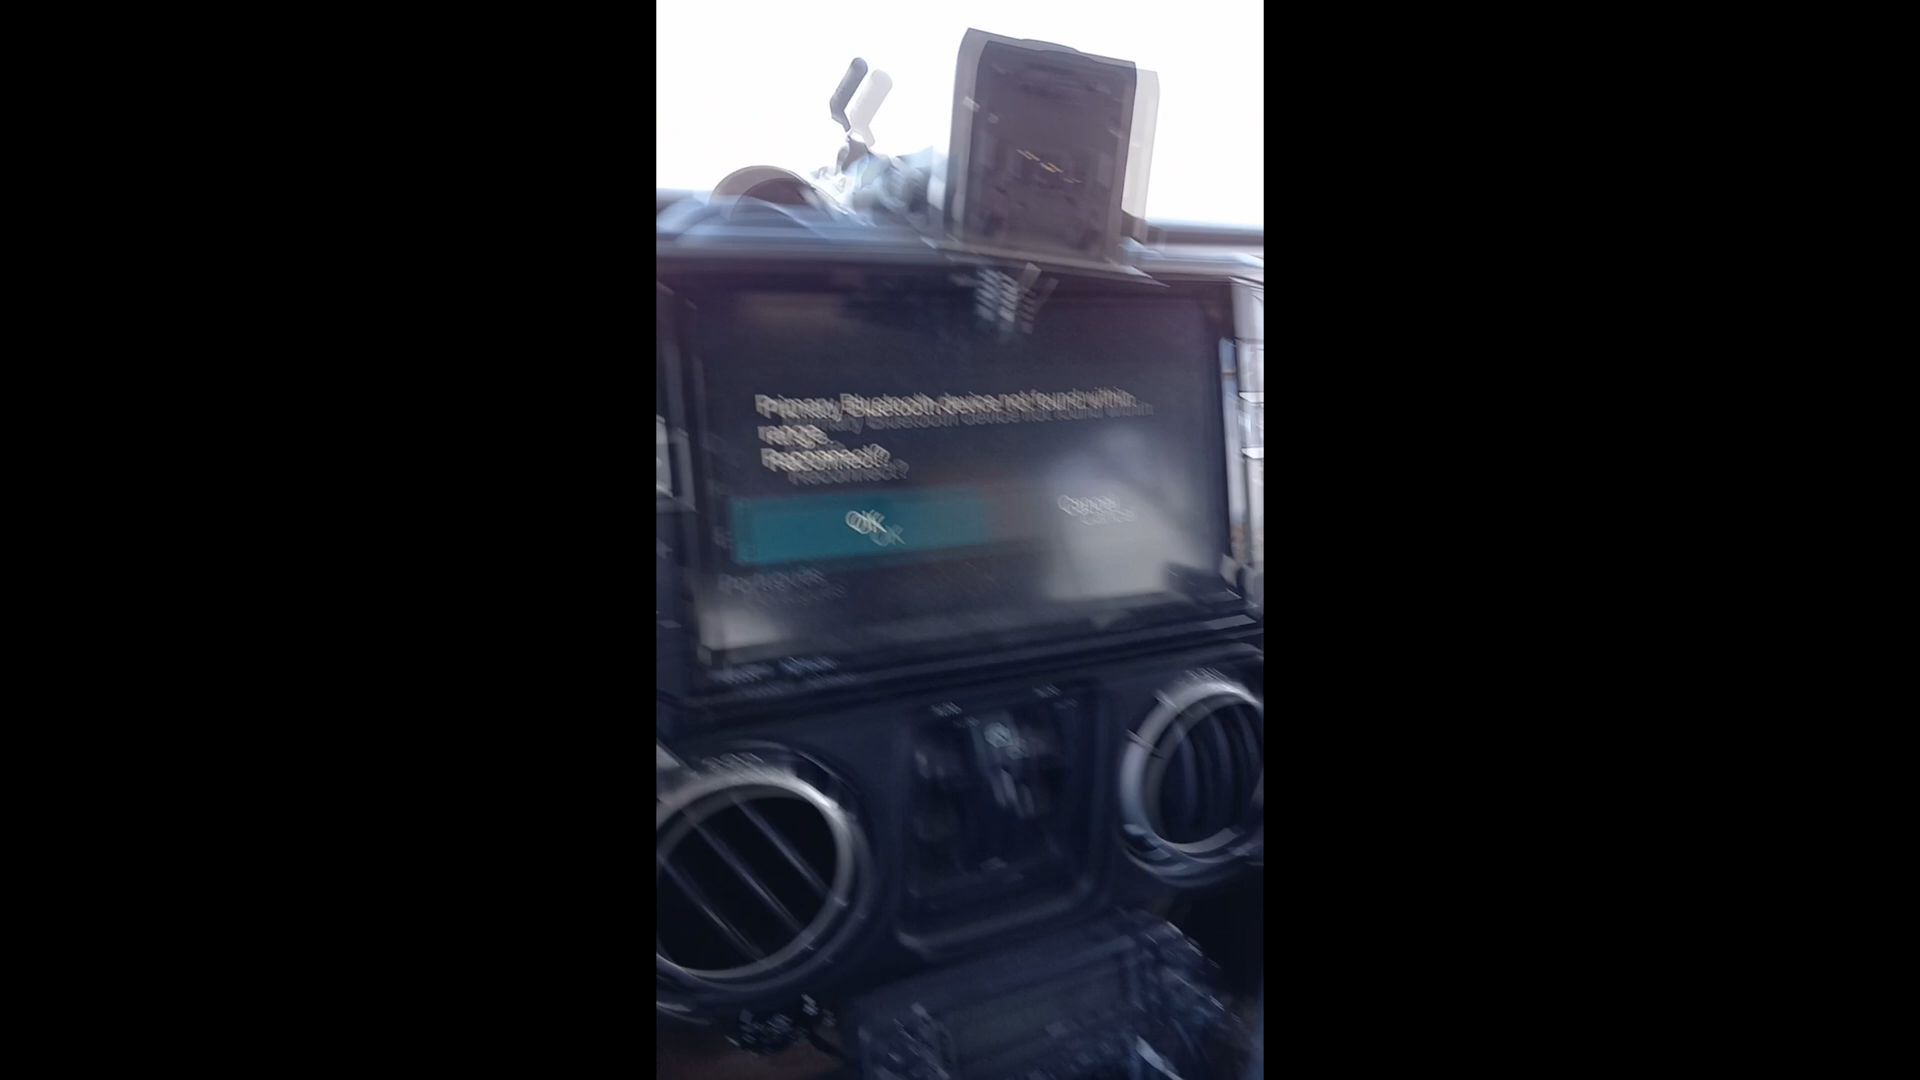 Primary Bluetooth device not found within
range.
Reconnect?
OK
Cancel